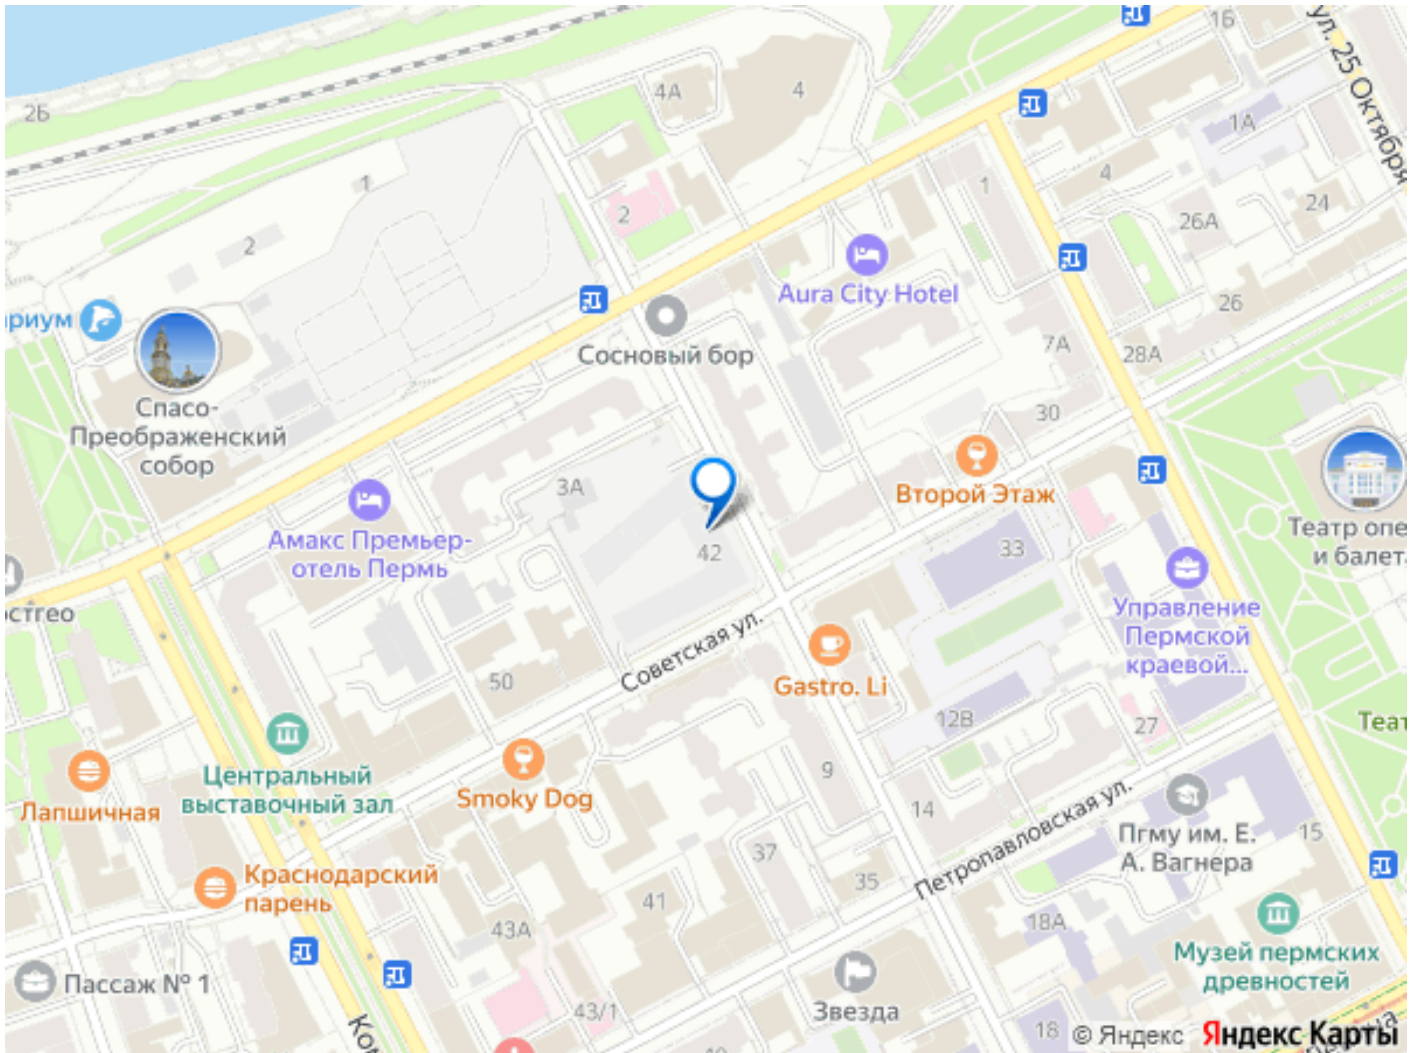 16
ул. 25 Октября
2Б
4А
4
1А
1
2
1
4
24
2
26А
Aura City Hotel
26
ариум
Сосновый бор
7А
28А
Спасо-
Преображенский
собор
30
Второй Этаж
3А
Амакс Премьер-
отель Пермь
42
33
Театр опе
и балет
Управление
Пермской
краевой...
остгео
Советская ул.
50
Gastro. Li
12В
27
Теат
Центральный
выставочный зал
Smoky Dog
9
Лапшичная
14
Петропавловская ул.
Пгму им. Е.
А. Вагнера
15
37
35
Краснодарский
парень
41
43А
18А
Музей пермских
древностей
Пассаж № 1
Звезда
43/1
18
Ком
© Яндекс Яндекс Карты